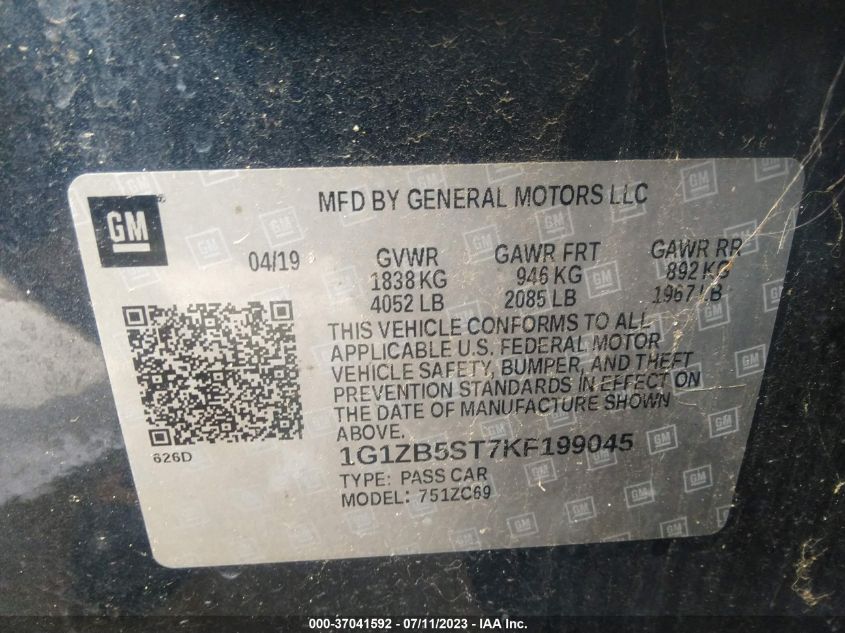 GM
MFD BY GENERAL MOTORS LLC
04/19
GVWR GAWR FRT GAWR RR
1838 KG 946 KG 892 KG
4052 LB 2085 LB 1967 LB
THIS VEHICLE CONFORMS TO ALL
APPLICABLE U.S. FEDERAL MOTOR
VEHICLE SAFETY, BUMPER, AND THEFT
PREVENTION STANDARDS IN EFFECT ON
THE DATE OF MANUFACTURE SHOWN
ABOVE.
626D
1G1ZB5ST7KF199045
TYPE: PASS CAR
MODEL: 751ZC69
000-37041592 / 07/11/2023 - IAA Inc.